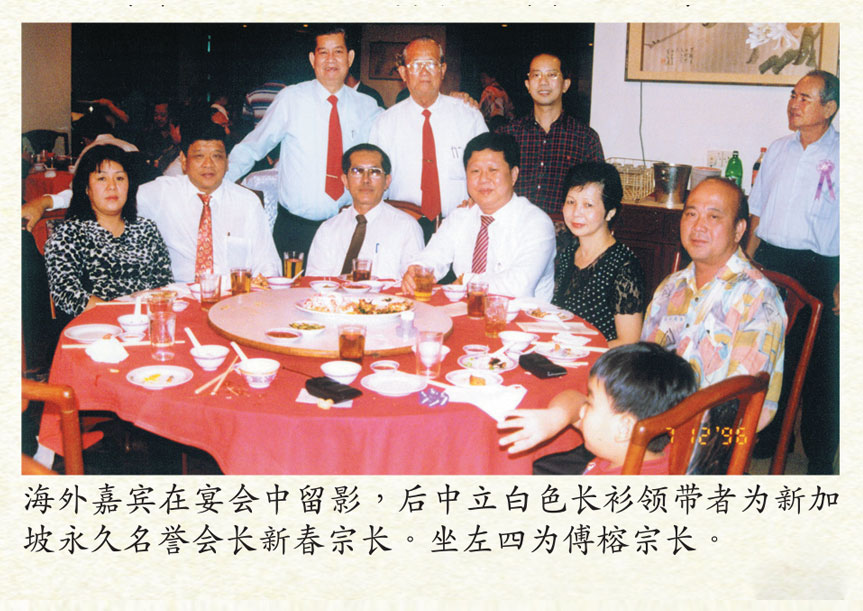 海外嘉宾在宴会中留影，后中立白色长衫领带者为新加
坡永久名誉会长新春宗长。坐左四为傅榕宗长。
7 12 '96